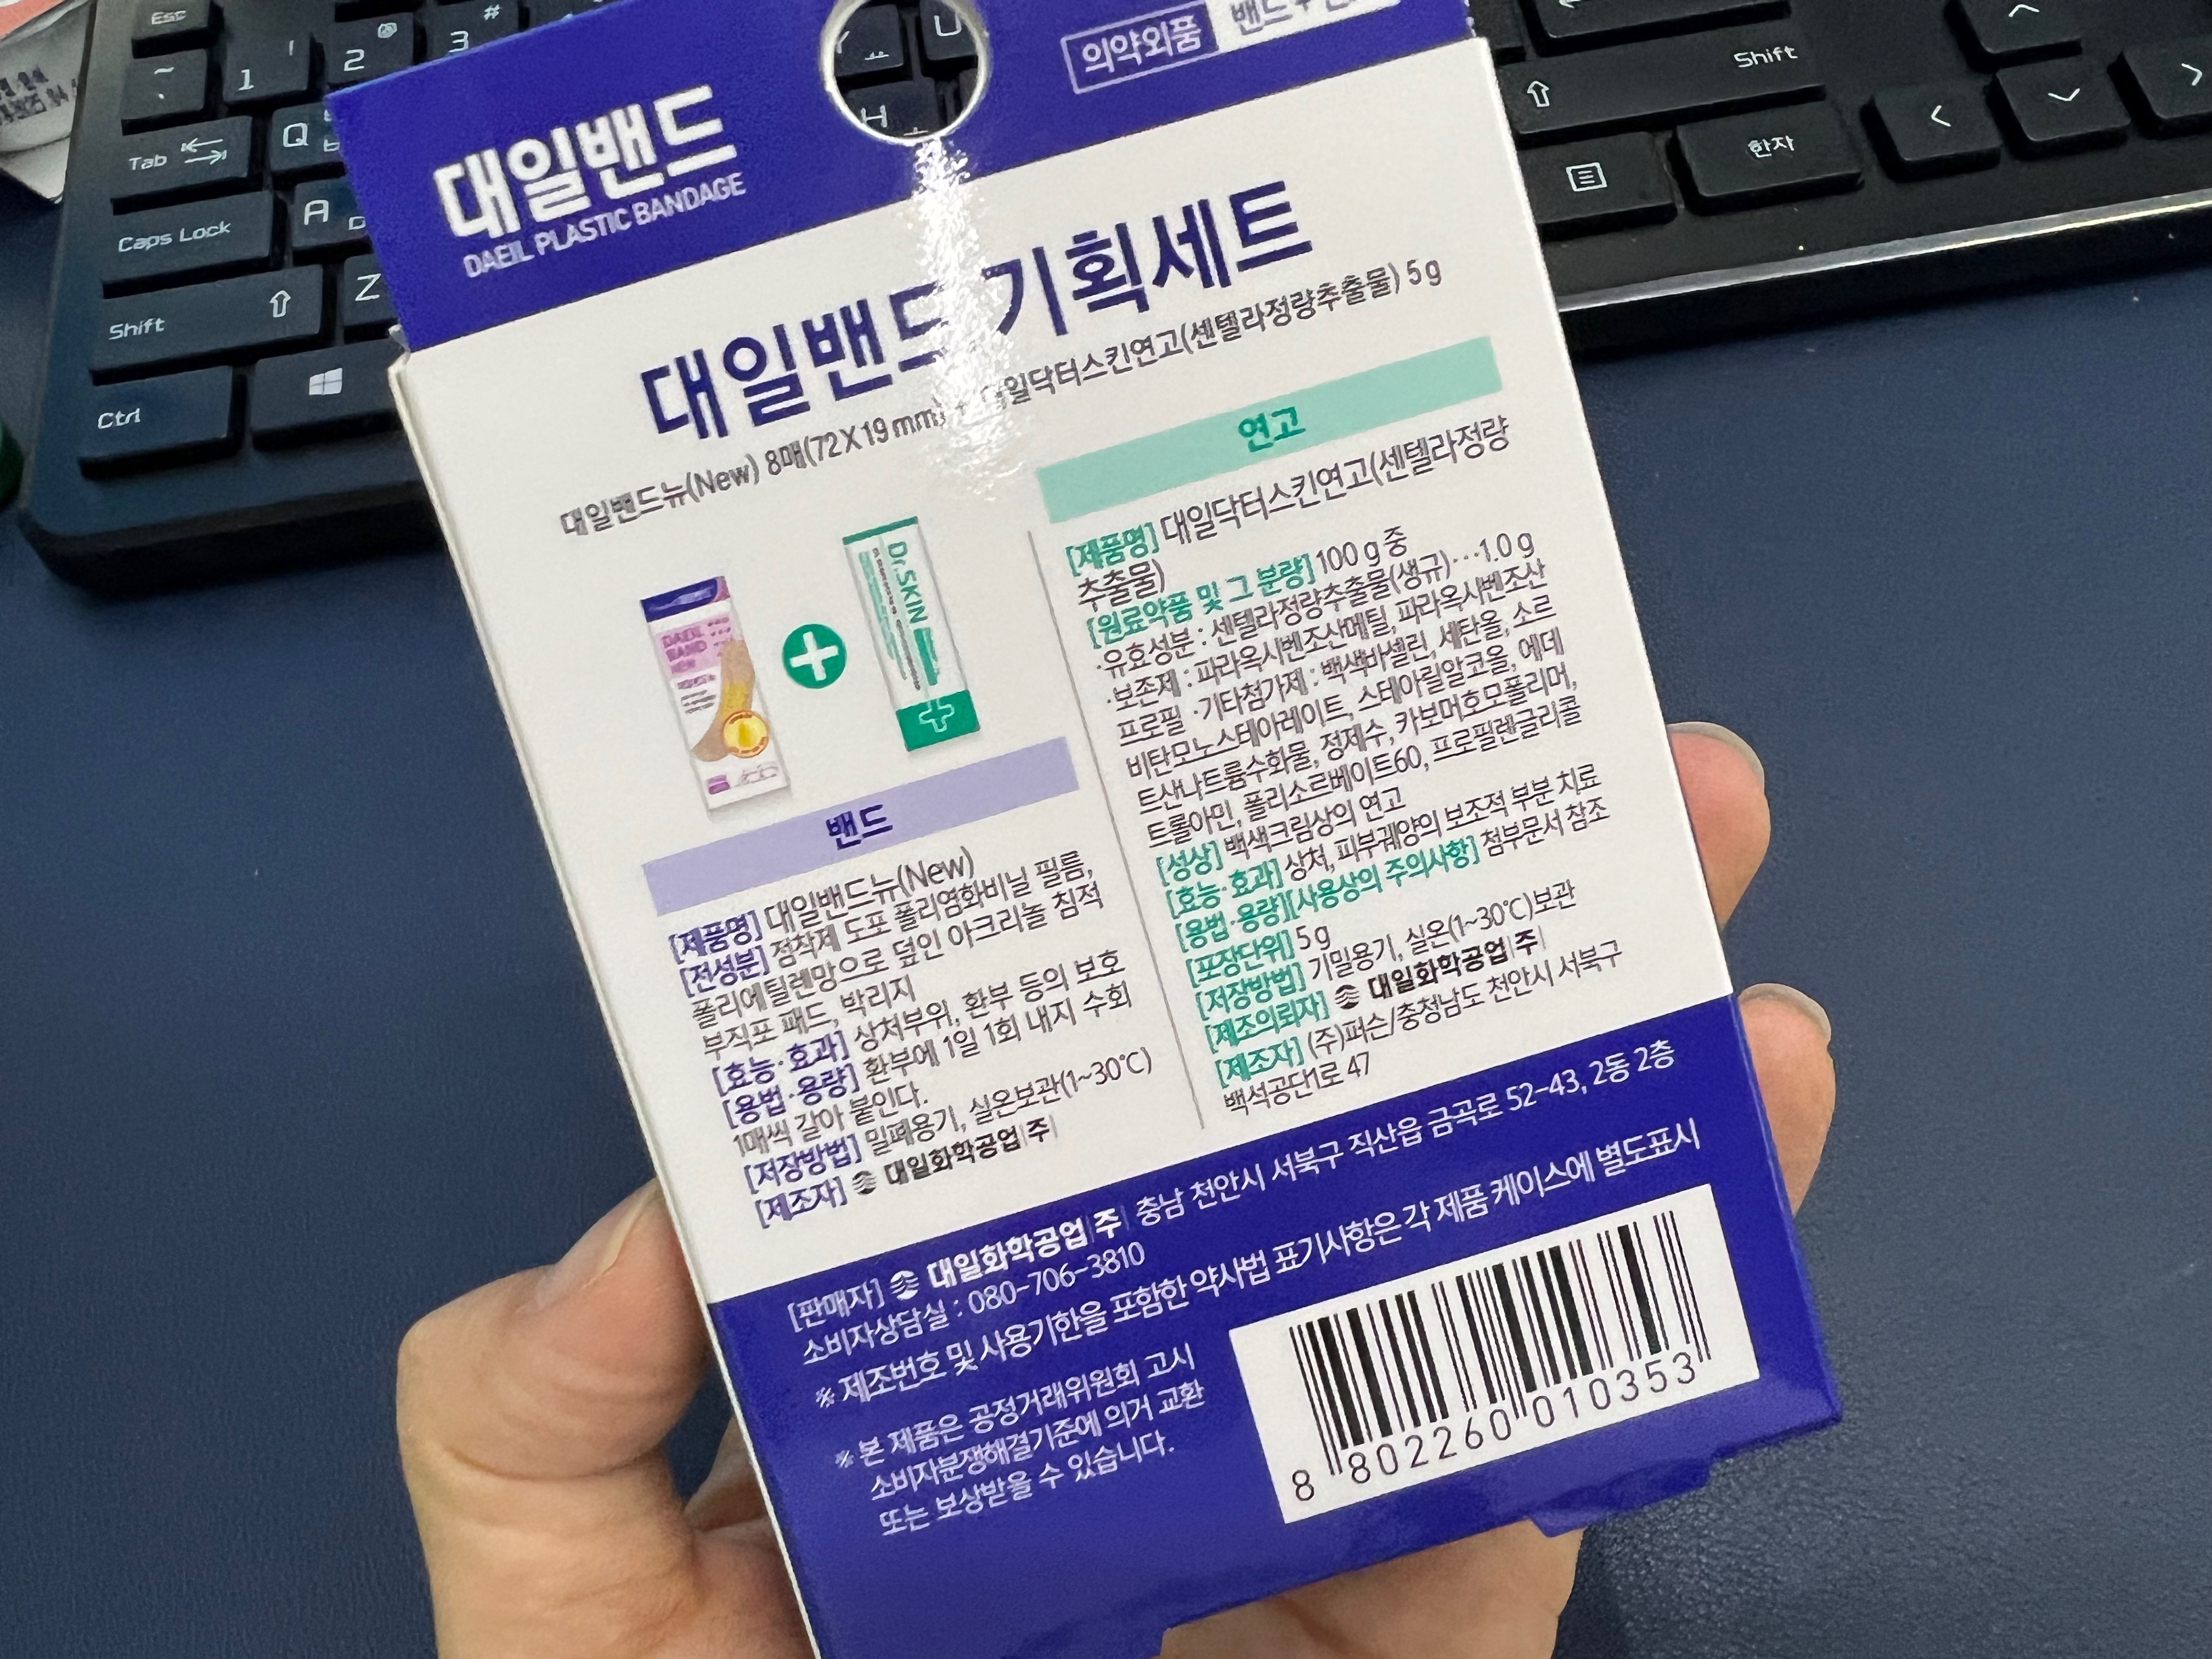 Esc
Tab
Q
Caps Lock
A
Shift
Z
Ctrl
Shift
한자
의약외품
대일밴드
DAEIL PLASTIC BANDAGE
대일밴드 기획세트
대일밴드뉴(New) 8매(72X19mm) + 대일닥터스킨연고(센텔라정량추출물) 5g
DAEIL
BAND
NEW
Dr.SKIN
밴드
[제품명] 대일밴드뉴(New)
[전성분] 점착제 도포 폴리염화비닐 필름,
폴리에틸렌망으로 덮인 아크리놀 침적
부직포 패드, 박리지
[효능·효과] 상처부위, 환부 등의 보호
[용법·용량] 환부에 1일 1회 내지 수회
1매씩 갈아 붙인다.
[저장방법] 밀폐용기, 실온보관(1~30℃)
[제조자] 대일화학공업|주|
연고
[제품명] 대일닥터스킨연고(센텔라정량
추출물)
[원료약품 및 그 분량] 100 g 중
·유효성분 : 센텔라정량추출물(생규)···1.0 g
·보존제 : 파라옥시벤조산메틸, 파라옥시벤조산
프로필 ·기타첨가제 : 백색바셀린, 세탄올, 소르
비탄모노스테아레이트, 스테아릴알코올, 에데
트산나트륨수화물, 정제수, 카보머호모폴리머,
트롤아민, 폴리소르베이트60, 프로필렌글리콜
[성상] 백색크림상의 연고
[효능·효과] 상처, 피부궤양의 보조적 부분 치료
[용법·용량][사용상의 주의사항] 첨부문서 참조
[포장단위] 5 g
[저장방법] 기밀용기, 실온(1~30℃)보관
[제조의뢰자] 대일화학공업|주|
[제조자] (주)퍼슨/충청남도 천안시 서북구
백석공단1로 47
[판매자] 대일화학공업|주| 충남 천안시 서북구 직산읍 금곡로 52-43, 2동 2층
소비자상담실 : 080-706-3810
※ 제조번호 및 사용기한을 포함한 약사법 표기사항은 각 제품 케이스에 별도표시
※ 본 제품은 공정거래위원회 고시
소비자분쟁해결기준에 의거 교환
또는 보상받을 수 있습니다.
8 802260 010353